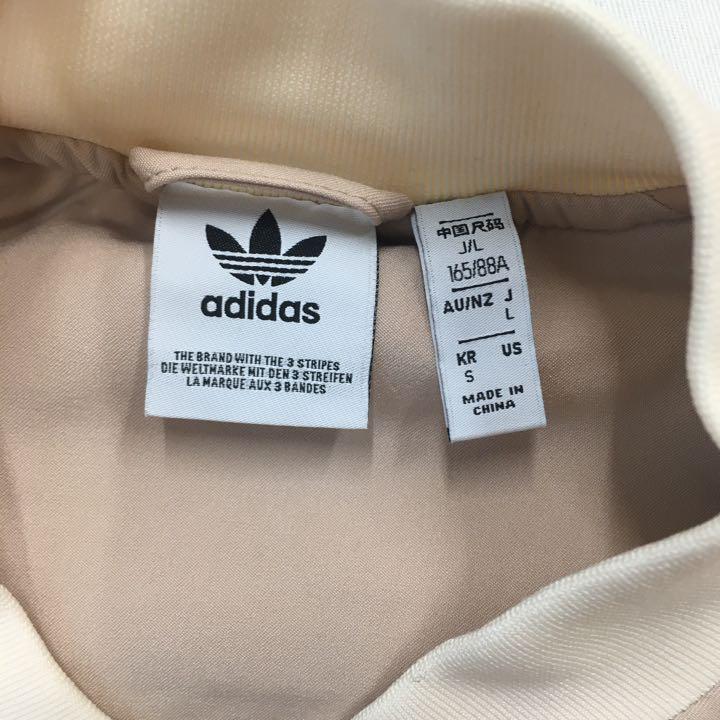 adidas
THE BRAND WITH THE 3 STRIPES
DIE WELTMARKE MIT DEN 3 STREIFEN
LA MARQUE AUX 3 BANDES
中国尺码
J/L
165/88A
AU/NZ J
L
KR US
S
MADE IN
CHINA